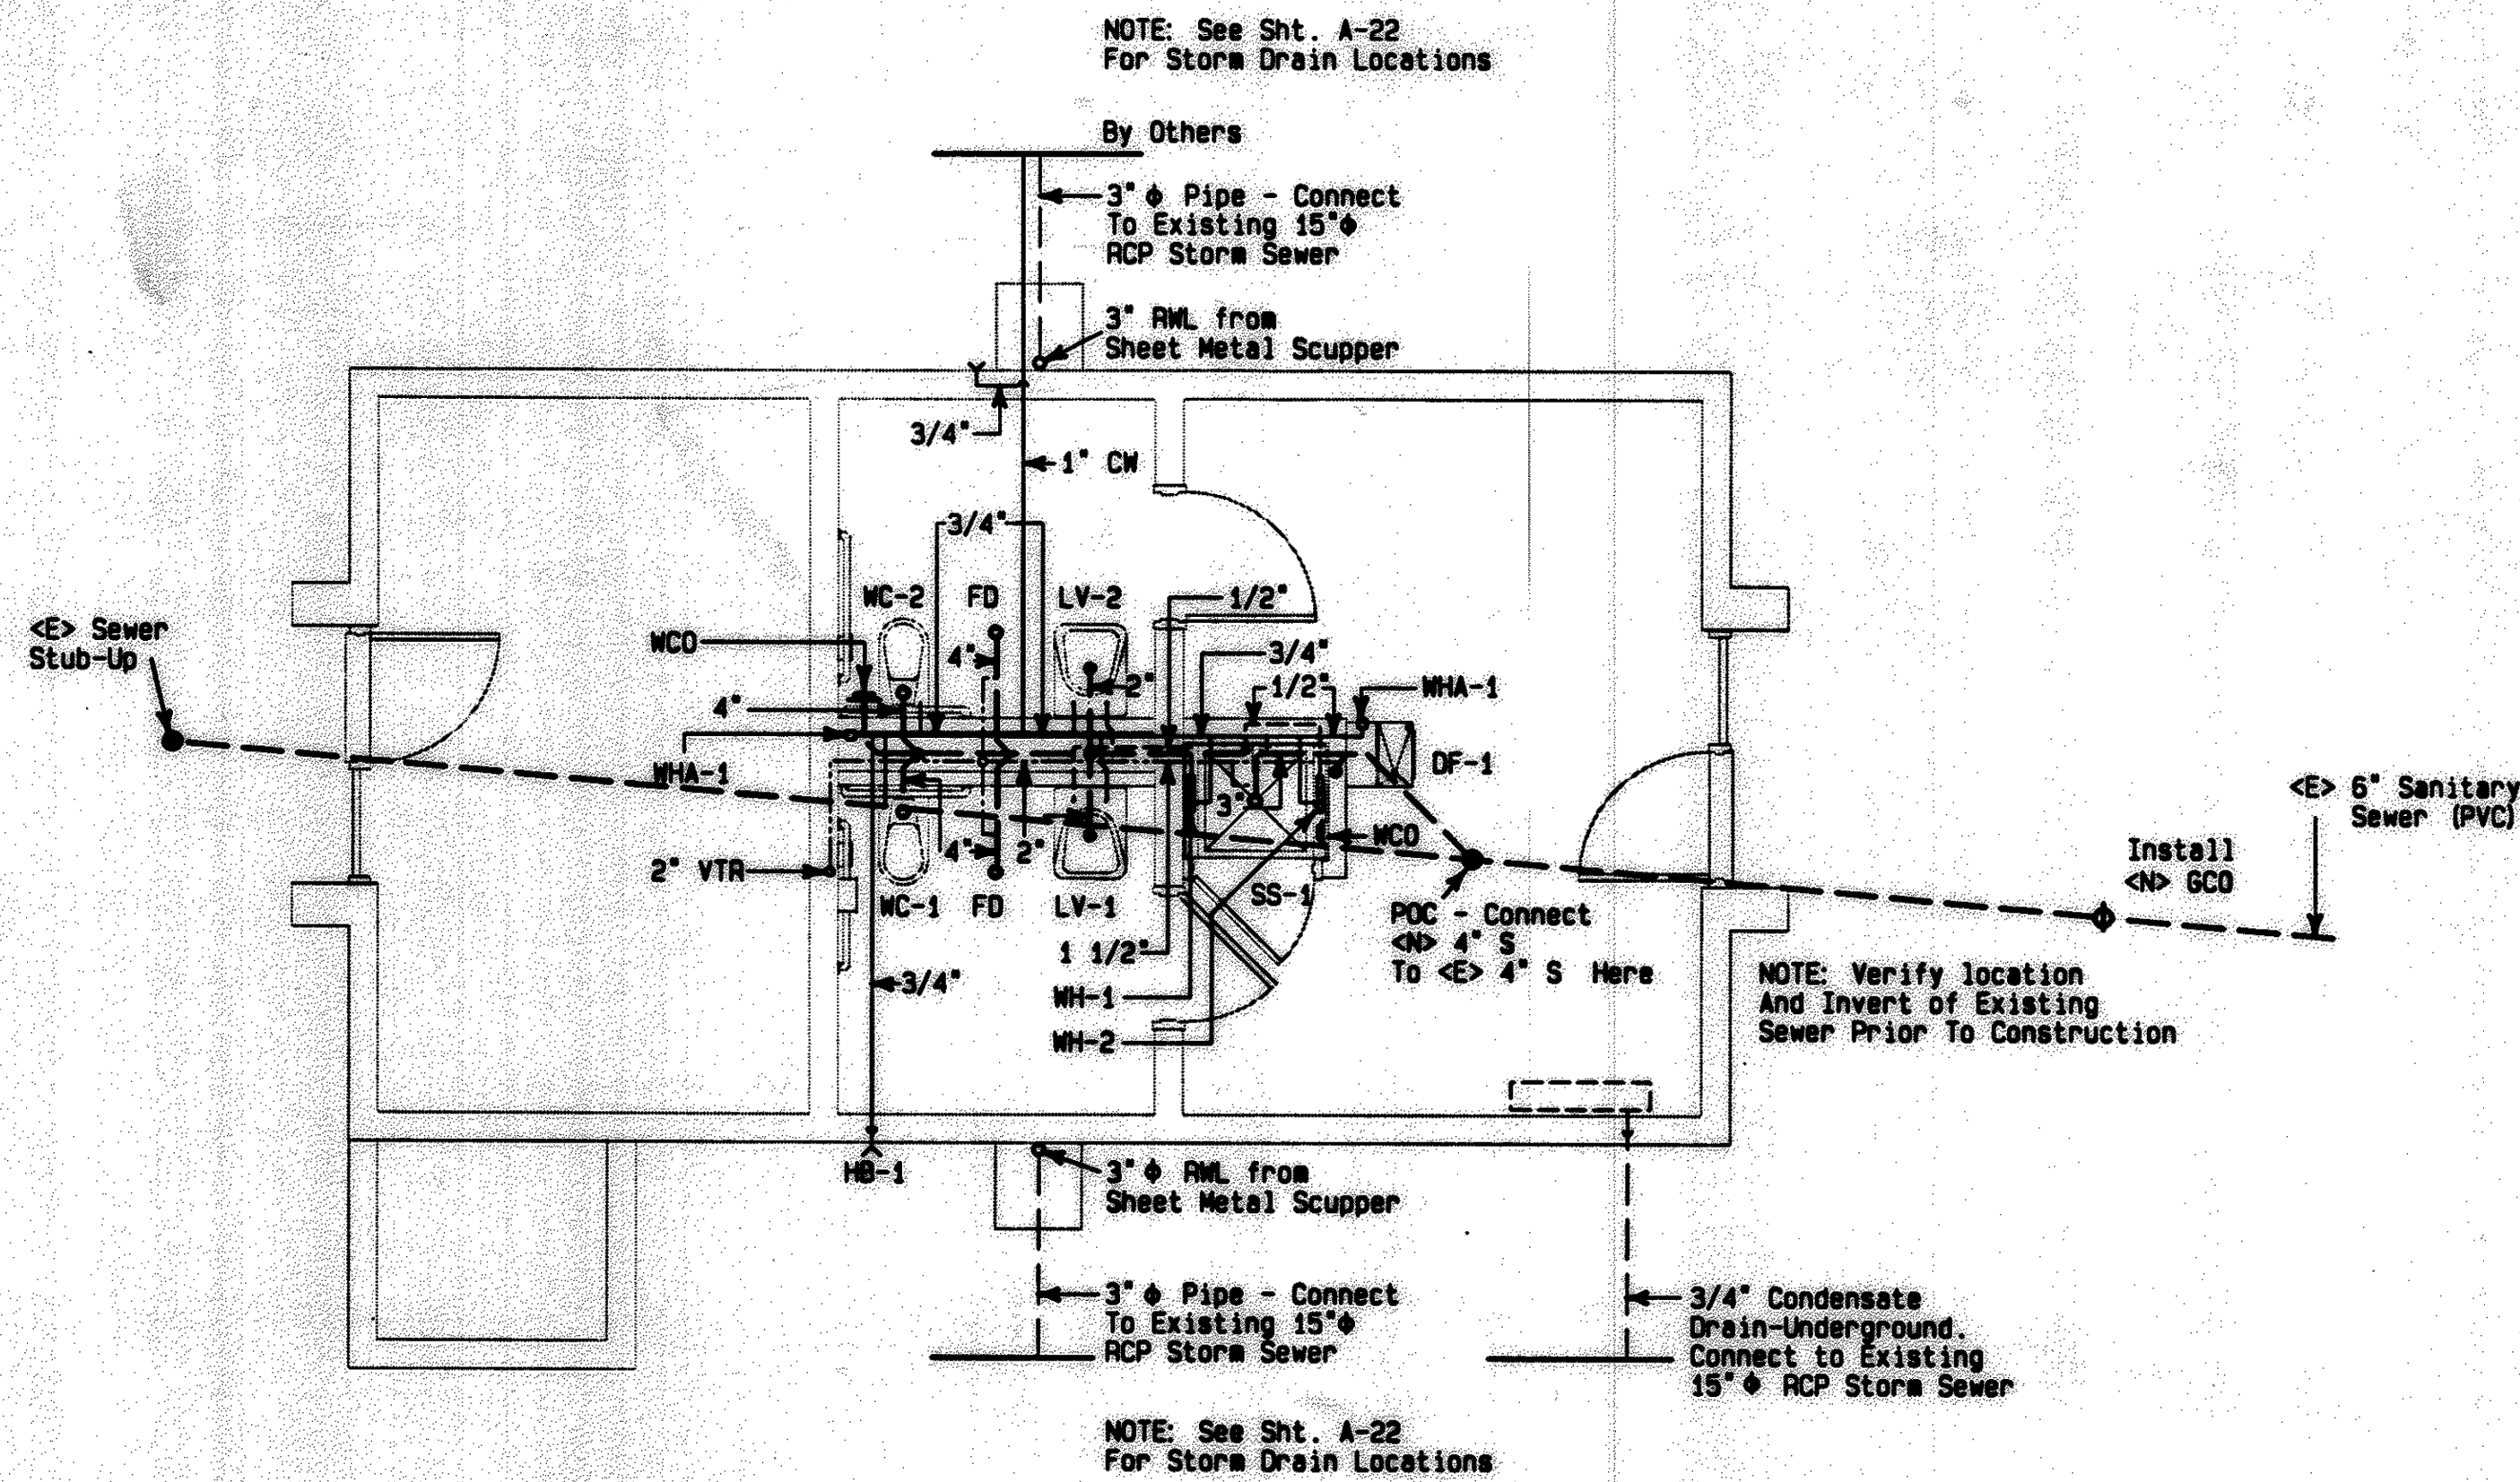 NOTE: See Sht. A-22
For Storm Drain Locations
By Others
3"ϕ Pipe - Connect
To Existing 15"ϕ
RCP Storm Sewer
3" RWL from
Sheet Metal Scupper
3/4"
1" CW
3/4"
WC-2
FD
LV-2
1/2"
<E> Sewer
Stub-Up
WCO
4"
3/4"
2"
1/2"
WHA-1
4"
WHA-1
DF-1
3"
<E> 6" Sanitary
Sewer (PVC)
WCO
Install
<N> GCO
4"
2"
2" VTR
WC-1
FD
LV-1
SS-1
POC - Connect
<N> 4" S
To <E> 4" S Here
1 1/2"
3/4"
WH-1
WH-2
NOTE: Verify location
And Invert of Existing
Sewer Prior To Construction
HB-1
3"ϕ RWL from
Sheet Metal Scupper
3"ϕ Pipe - Connect
To Existing 15"ϕ
RCP Storm Sewer
3/4" Condensate
Drain-Underground.
Connect to Existing
15"ϕ RCP Storm Sewer
NOTE: See Sht. A-22
For Storm Drain Locations